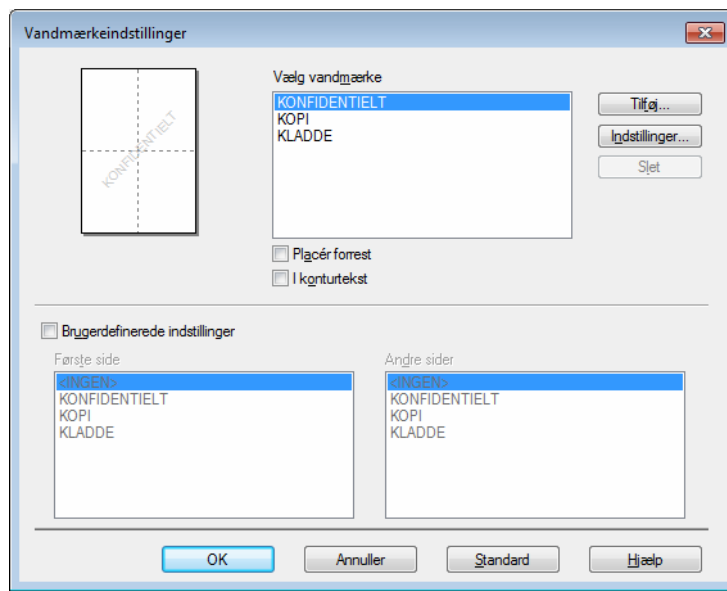 Vandmærkeindstillinger
KONFIDENTIELT
Vælg vandmærke
KONFIDENTIELT
KOPI
KLADDE
Tilføj...
Indstillinger...
Slet
Placér forrest
I konturtekst
Brugerdefinerede indstillinger
Første side
<INGEN>
KONFIDENTIELT
KOPI
KLADDE
Andre sider
<INGEN>
KONFIDENTIELT
KOPI
KLADDE
OK
Annuller
Standard
Hjælp